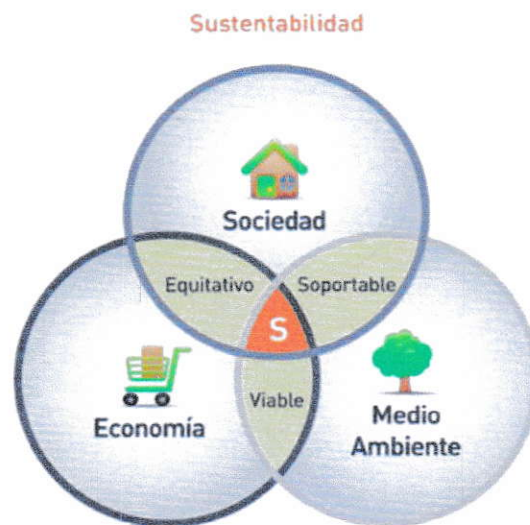 Sustentabilidad
Sociedad
Equitativo
Soportable
S
Viable
Economía
Medio
Ambiente